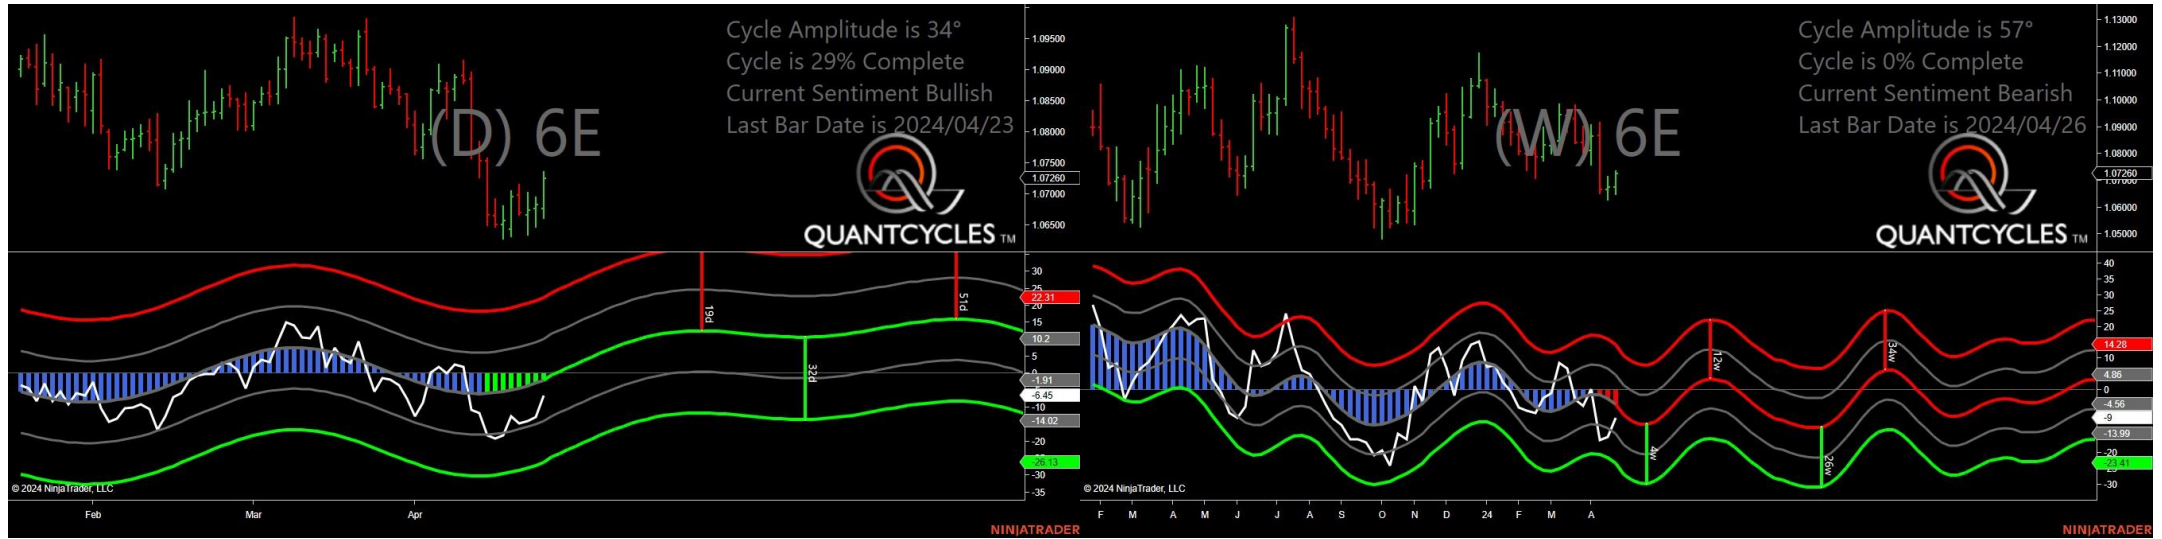 Cycle Amplitude is 34°
Cycle is 29% Complete
Current Sentiment Bullish
Last Bar Date is 2024/04/23
(D) 6E
QUANTCYCLES TM
1.09500
1.09000
1.08500
1.08000
1.07500
1.07260
1.07000
1.06500
30
25
22.31
20
15
10.2
5
0
-1.91
-6.45
-10
-14.02
-20
-26.13
-30
-35
19d
32d
51d
© 2024 NinjaTrader, LLC
Feb Mar Apr
NINJATRADER
Cycle Amplitude is 57°
Cycle is 0% Complete
Current Sentiment Bearish
Last Bar Date is 2024/04/26
(W) 6E
QUANTCYCLES TM
1.13000
1.12000
1.11000
1.10000
1.09000
1.08000
1.07260
1.06000
1.05000
40
35
30
25
20
14.28
10
4.86
0
-4.56
-9
-13.99
-20
-23.41
-30
4w
12w
26w
34w
© 2024 NinjaTrader, LLC
F M A M J J A S O N D 24 F M A
NINJATRADER